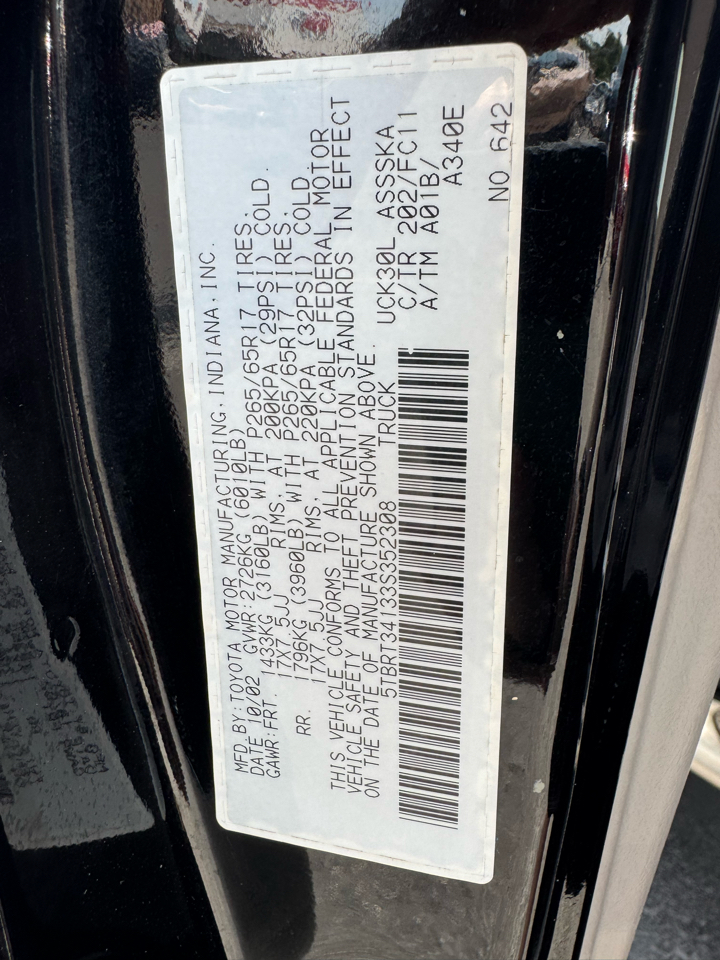 MFD.BY:TOYOTA MOTOR MANUFACTURING,INDIANA,INC.
DATE 10/02 GVWR:2726KG (6010LB)
GAWR:FRT. 1433KG (3160LB) WITH P265/65R17 TIRES.
17X7.5JJ RIMS. AT 200KPA (29PSI) COLD.
RR. 1796KG (3960LB) WITH P265/65R17 TIRES.
17X7.5JJ RIMS. AT 220KPA (32PSI) COLD.
THIS VEHICLE CONFORMS TO ALL APPLICABLE FEDERAL MOTOR
VEHICLE SAFETY AND THEFT PREVENTION STANDARDS IN EFFECT
ON THE DATE OF MANUFACTURE SHOWN ABOVE.
5TBRT34133S352308 TRUCK
UCK30L ASSSKA
C/TR 202/FC11
A/TM A01B/
A340E
NO 642